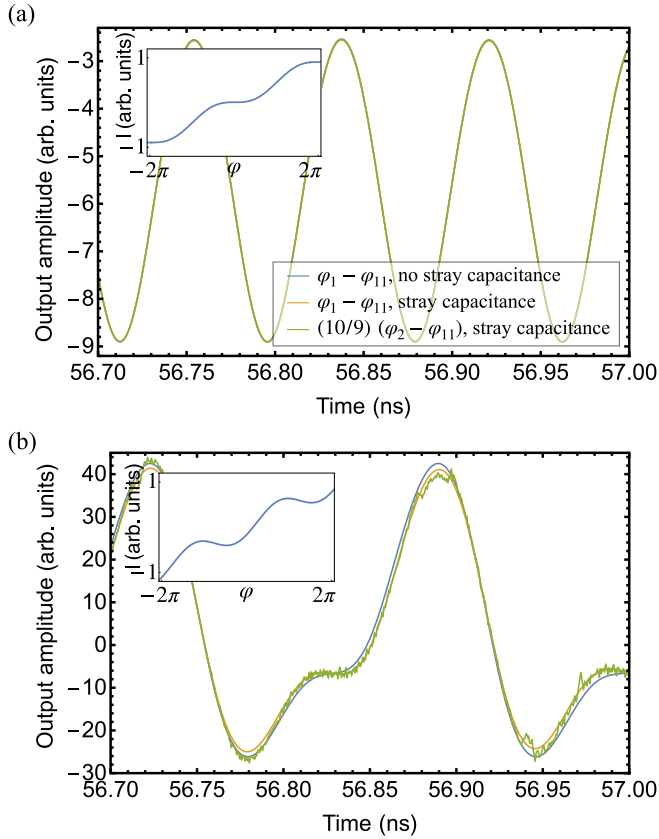 (a)
Output amplitude (arb. units)
−3
−4
−5
−6
−7
−8
−9
I (arb. units)
1
−1
−2π
φ
2π
φ₁ − φ₁₁, no stray capacitance
φ₁ − φ₁₁, stray capacitance
(10/9) (φ₂ − φ₁₁), stray capacitance
56.70 56.75 56.80 56.85 56.90 56.95 57.00
Time (ns)
(b)
Output amplitude (arb. units)
40
30
20
10
0
−10
−20
−30
I (arb. units)
1
−1
−2π
φ
2π
56.70 56.75 56.80 56.85 56.90 56.95 57.00
Time (ns)